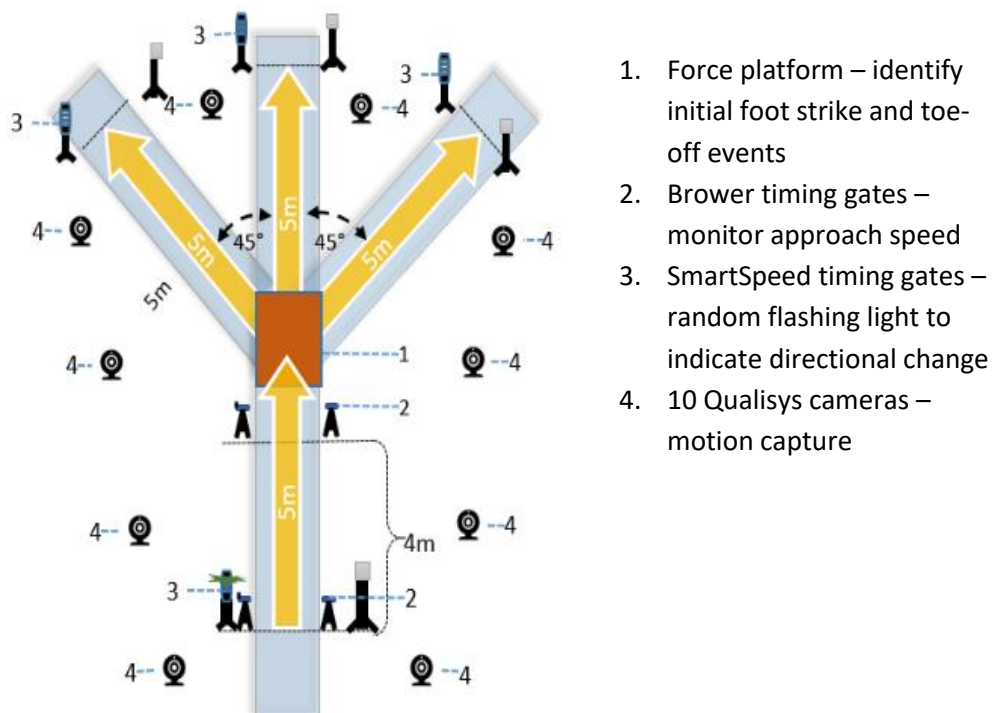 3
3
3
4
4
5m
5m
5m
45°
45°
4
4
5m
1
4
4
2
5m
4
4
4m
3
2
4
4
1. Force platform – identify
initial foot strike and toe-
off events
2. Brower timing gates –
monitor approach speed
3. SmartSpeed timing gates –
random flashing light to
indicate directional change
4. 10 Qualisys cameras –
motion capture